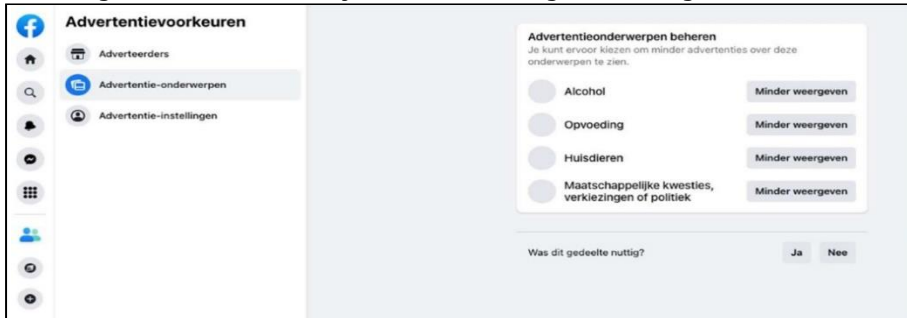 Advertentievoorkeuren
Adverteerders
Advertentie-onderwerpen
Advertentie-instellingen
Advertentieonderwerpen beheren
Je kunt ervoor kiezen om minder advertenties over deze
onderwerpen te zien.
Alcohol
Minder weergeven
Opvoeding
Minder weergeven
Huisdieren
Minder weergeven
Maatschappelijke kwesties,
verkiezingen of politiek
Minder weergeven
Was dit gedeelte nuttig?
Ja
Nee